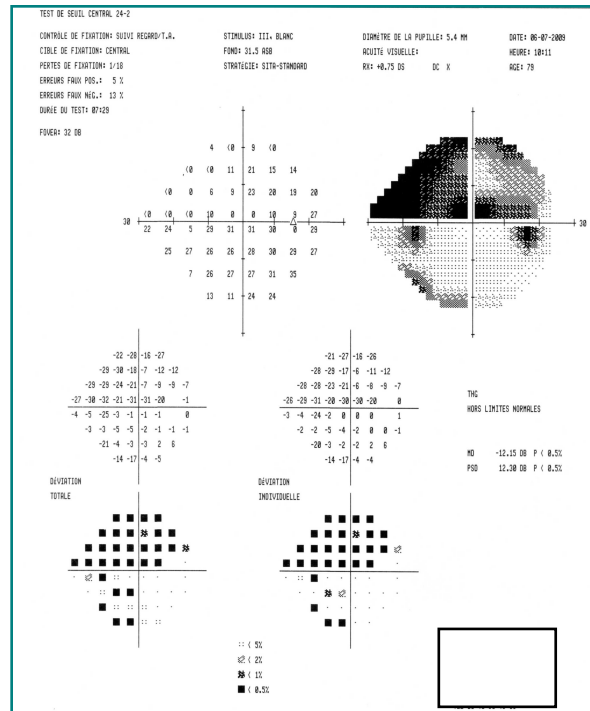 TEST DE SEUIL CENTRAL 24-2
CONTRÔLE DE FIXATION: SUIVI REGARD/T.A.
CIBLE DE FIXATION: CENTRAL
PERTES DE FIXATION: 1/18
ERREURS FAUX POS.: 5 %
ERREURS FAUX NÉG.: 13 %
DURÉE DU TEST: 07:29
FOVEA: 32 DB
STIMULUS: III, BLANC
FOND: 31.5 ASB
STRATÉGIE: SITA-STANDARD
DIAMÈTRE DE LA PUPILLE: 5.4 MM
ACUITÉ VISUELLE:
RX: +0.75 DS DC X
DATE: 06-07-2009
HEURE: 10:11
AGE: 79
4 (0 9 (0
(0 (0 11 21 15 14
(0 0 6 9 23 20 19 20
(0 (0 (0 10 0 0 10 9 27
30 30
22 24 5 29 31 31 30 0 29
25 27 26 26 28 30 29 27
7 26 27 27 31 35
13 11 24 24
-22 -28 -16 -27
-29 -30 -18 -7 -12 -12
-29 -29 -24 -21 -7 -9 -9 -7
-27 -30 -32 -21 -31 -31 -20 -1
-4 -5 -25 -3 -1 -1 -1 0
-3 -3 -5 -5 -2 -1 -1 -1
-21 -4 -3 -3 2 6
-14 -17 -4 -5
DÉVIATION
TOTALE
-21 -27 -16 -26
-28 -29 -17 -6 -11 -12
-28 -28 -23 -21 -6 -8 -9 -7
-26 -29 -31 -20 -30 -30 -20 0
-3 -4 -24 -2 0 0 0 1
-2 -2 -5 -4 -2 0 0 -1
-20 -3 -2 -2 2 6
-14 -17 -4 -4
DÉVIATION
INDIVIDUELLE
THG
HORS LIMITES NORMALES
MD -12.15 DB P < 0.5%
PSD 12.30 DB P < 0.5%
:: < 5%
< 2%
< 1%
■ < 0.5%